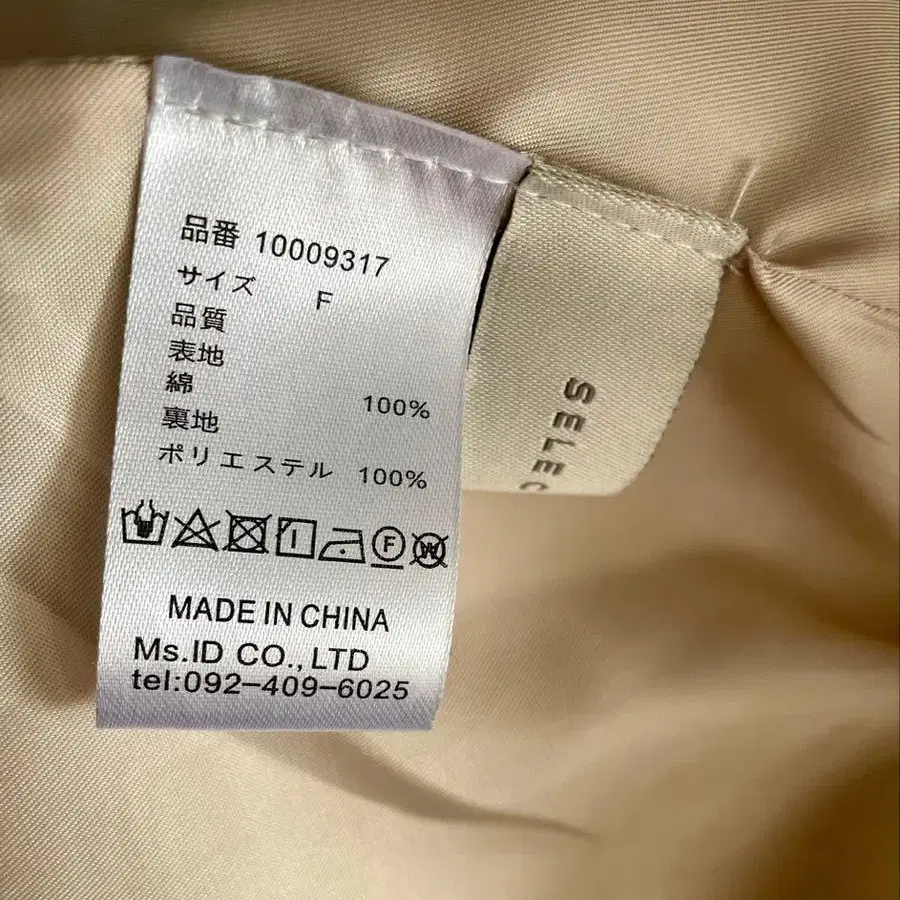 品番 10009317
サイズ F
品質
表地
綿 100%
裏地
ポリエステル 100%
F W
MADE IN CHINA
Ms.ID CO.,LTD
tel:092-409-6025
SELEC